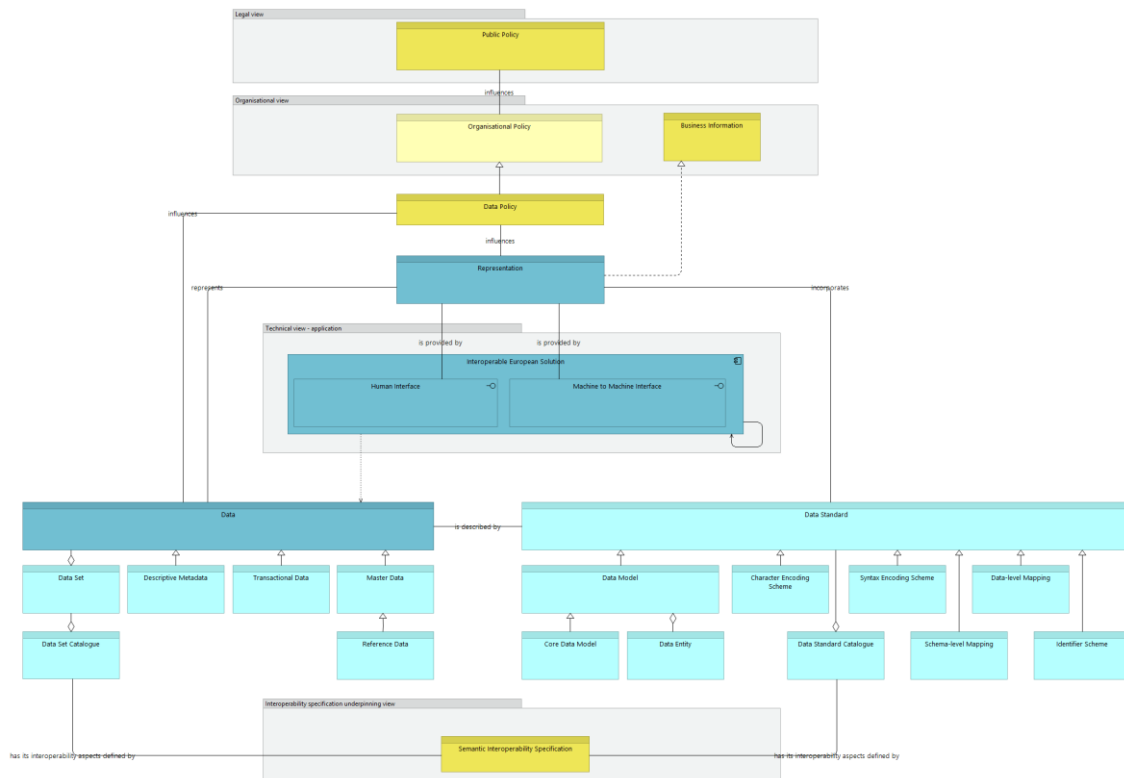 Legal view
Public Policy
influences
Organisational view
Organisational Policy
Business Information
Data Policy
influences
influences
Representation
represents
incorporates
Technical view - application
is provided by
is provided by
Interoperable European Solution
Human Interface
Machine to Machine Interface
Data
Data Standard
is described by
Data Set
Descriptive Metadata
Transactional Data
Master Data
Data Model
Character Encoding
Scheme
Syntax Encoding Scheme
Data-level Mapping
Data Set Catalogue
Reference Data
Core Data Model
Data Entity
Data Standard Catalogue
Schema-level Mapping
Identifier Scheme
Interoperability specification underpinning view
Semantic Interoperability Specification
has its interoperability aspects defined by
has its interoperability aspects defined by